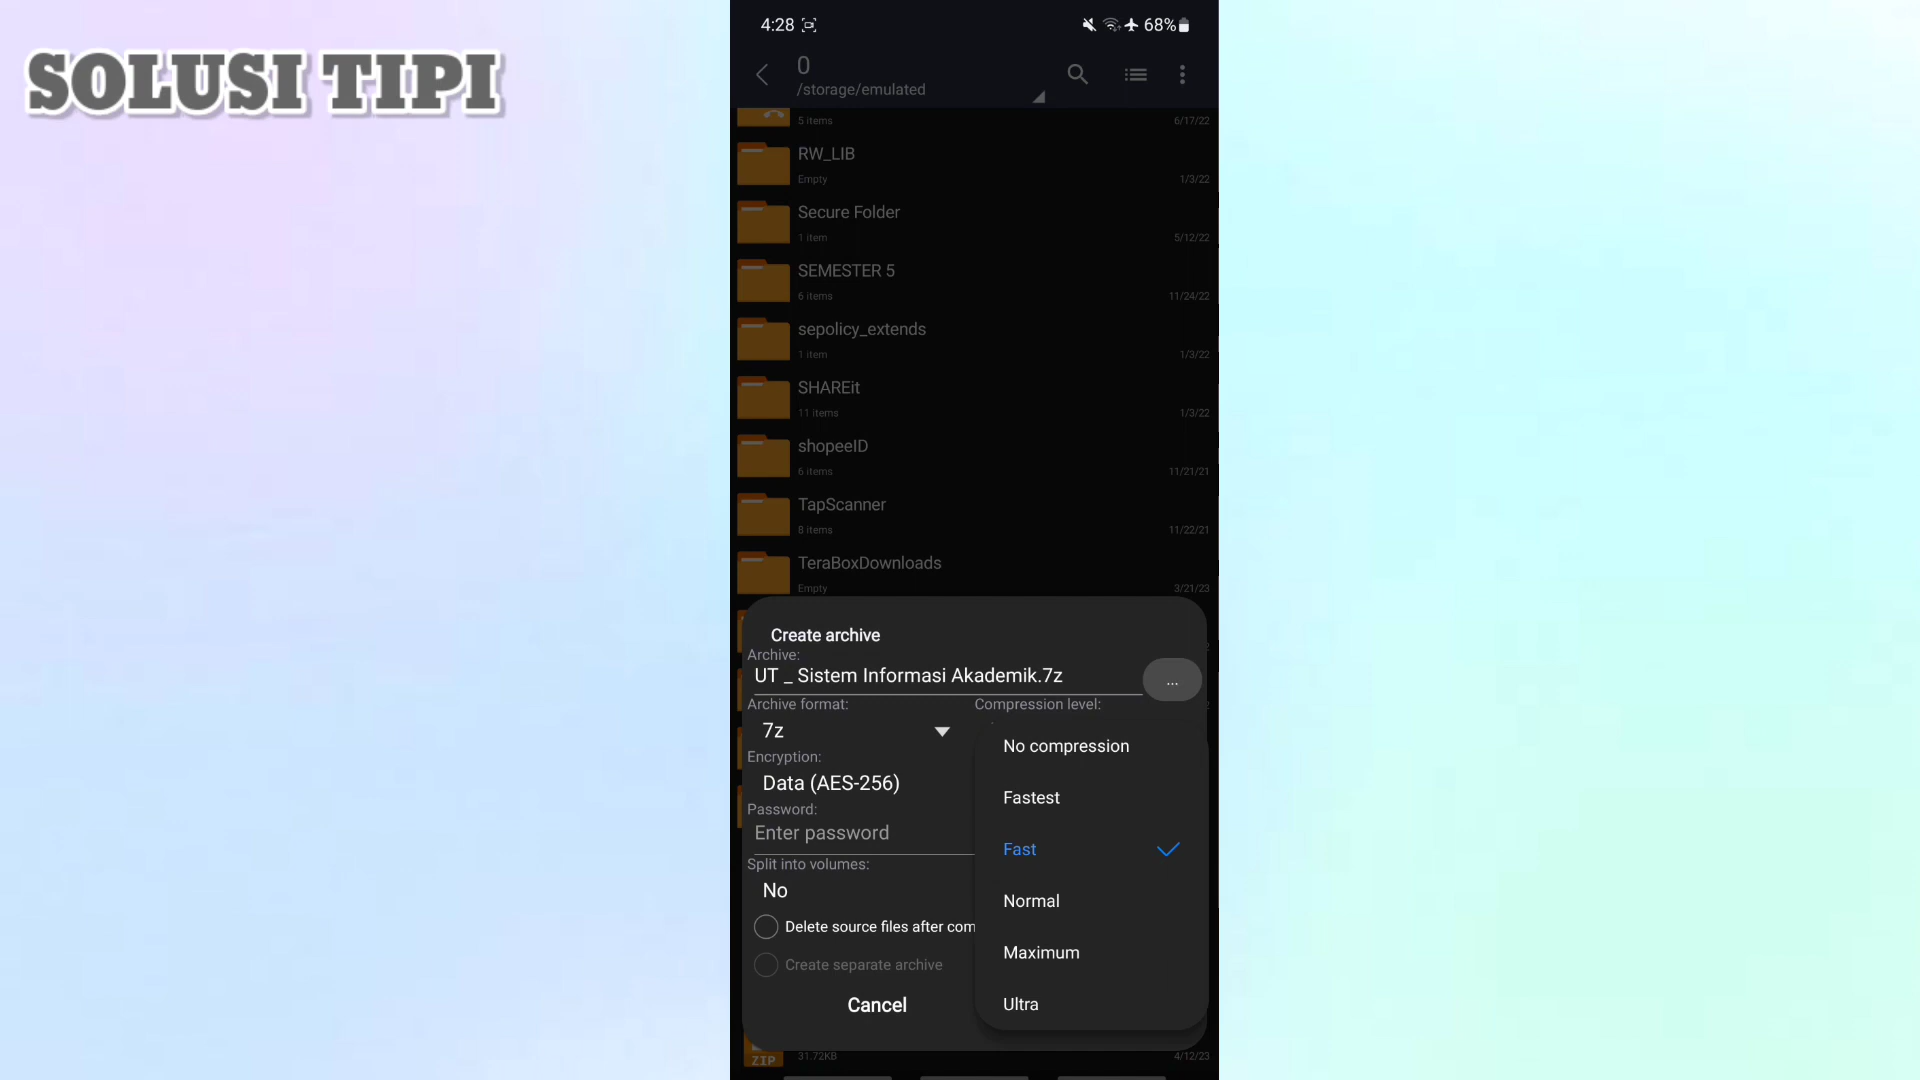 SOLUSI TIPI
4:28
68%
0
/storage/emulated
5 items
6/17/22
RW_LIB
Empty
1/3/22
Secure Folder
1 item
5/12/22
SEMESTER 5
6 items
11/24/22
sepolicy_extends
1 item
1/3/22
SHAREit
11 items
1/3/22
shopeeID
6 items
11/21/21
TapScanner
8 items
11/22/21
TeraBoxDownloads
Empty
3/21/23
Create archive
Archive:
UT _ Sistem Informasi Akademik.7z
...
Archive format:
Compression level:
7z
No compression
Encryption:
Data (AES-256)
Fastest
Password:
Enter password
Fast
Split into volumes:
No
Normal
Delete source files after com
Maximum
Create separate archive
Cancel
Ultra
ZIP
31.72KB
4/12/23